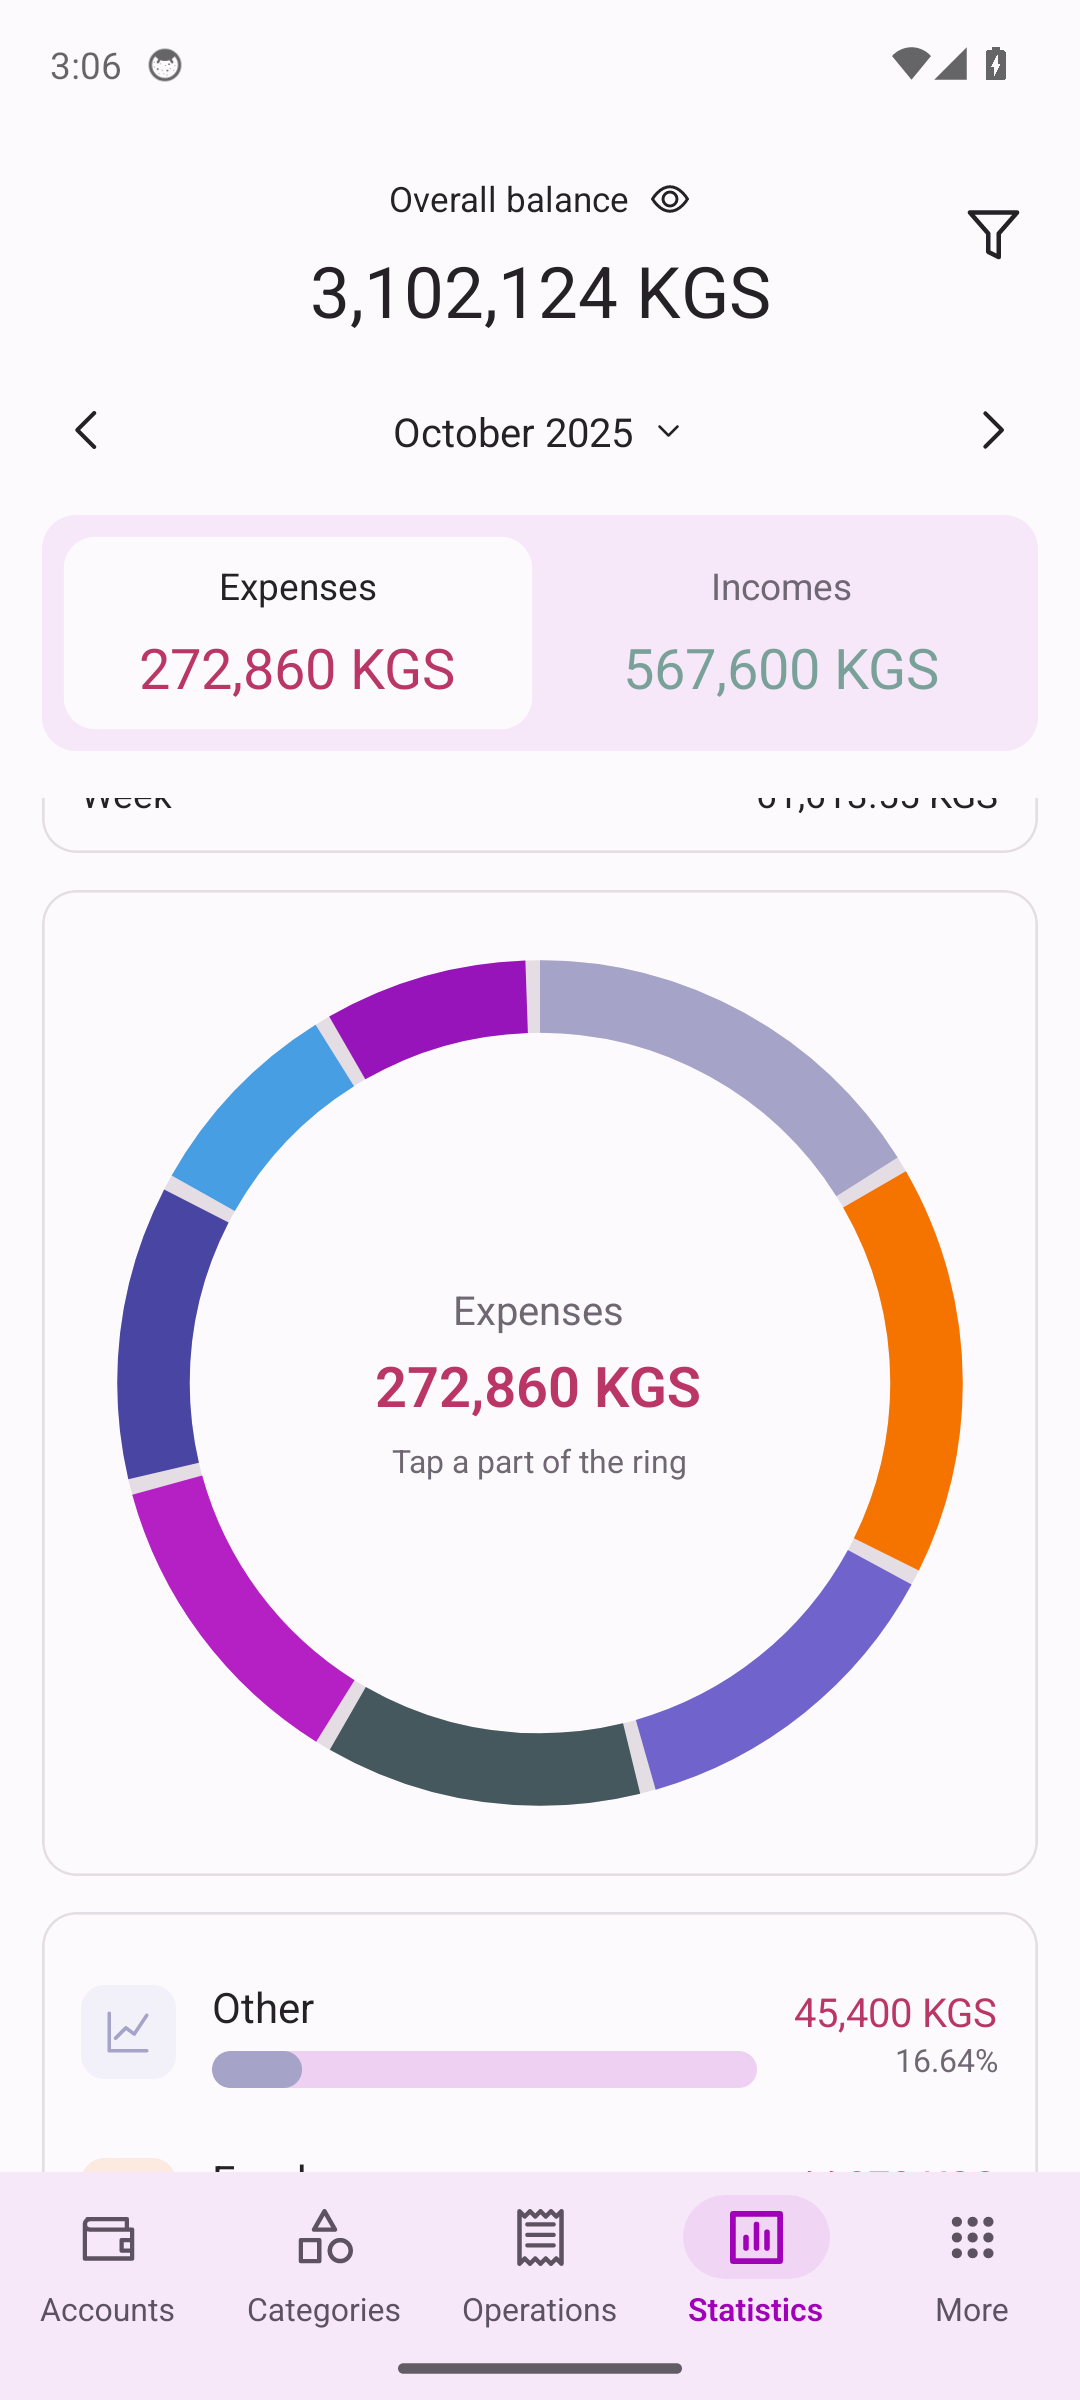 3:06
Overall balance
3,102,124 KGS
October 2025
Expenses
Incomes
272,860 KGS
567,600 KGS
Week
Expenses
272,860 KGS
Tap a part of the ring
Other
45,400 KGS
16.64%
Accounts
Categories
Operations
Statistics
More